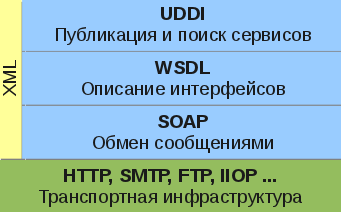 XML
UDDI
Публикация и поиск сервисов
WSDL
Описание интерфейсов
SOAP
Обмен сообщениями
HTTP, SMTP, FTP, IIOP ...
Транспортная инфраструктура